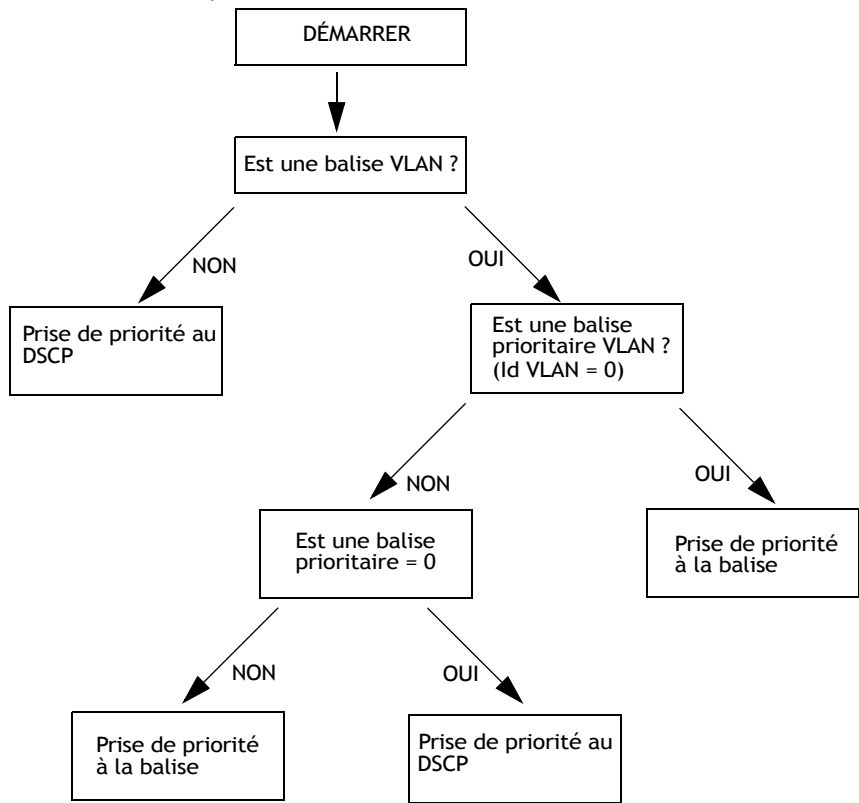 DÉMARRER
Est une balise VLAN ?
NON
OUI
Prise de priorité au
DSCP
Est une balise
prioritaire VLAN ?
(Id VLAN = 0)
NON
OUI
Est une balise
prioritaire = 0
Prise de priorité
à la balise
NON
OUI
Prise de priorité
à la balise
Prise de priorité au
DSCP